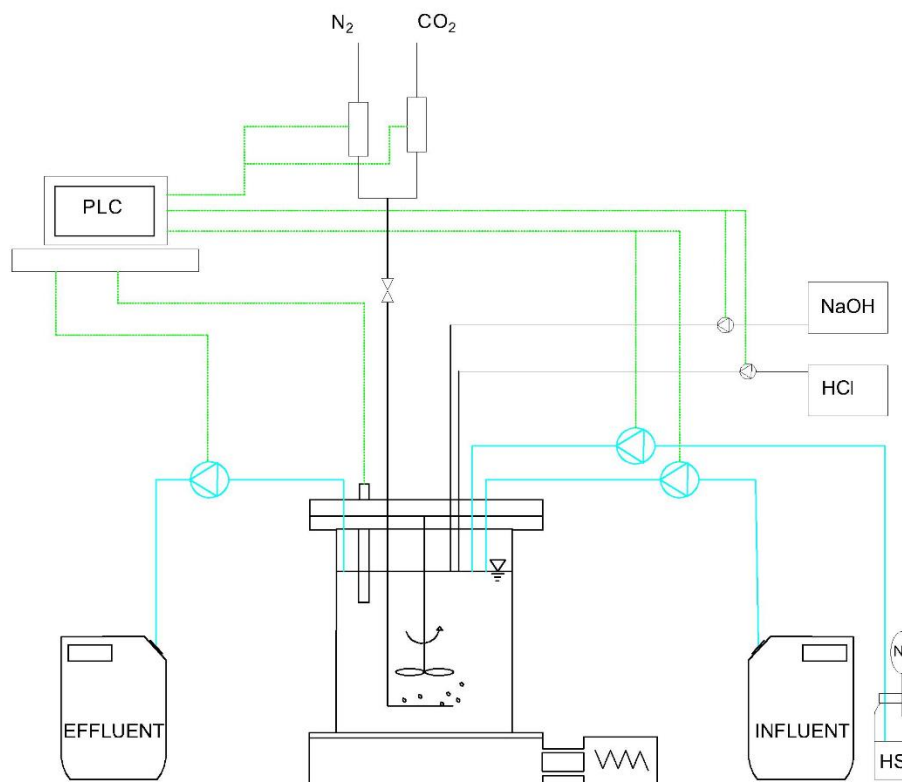 N₂
CO₂
PLC
NaOH
HCl
EFFLUENT
INFLUENT
N
HS